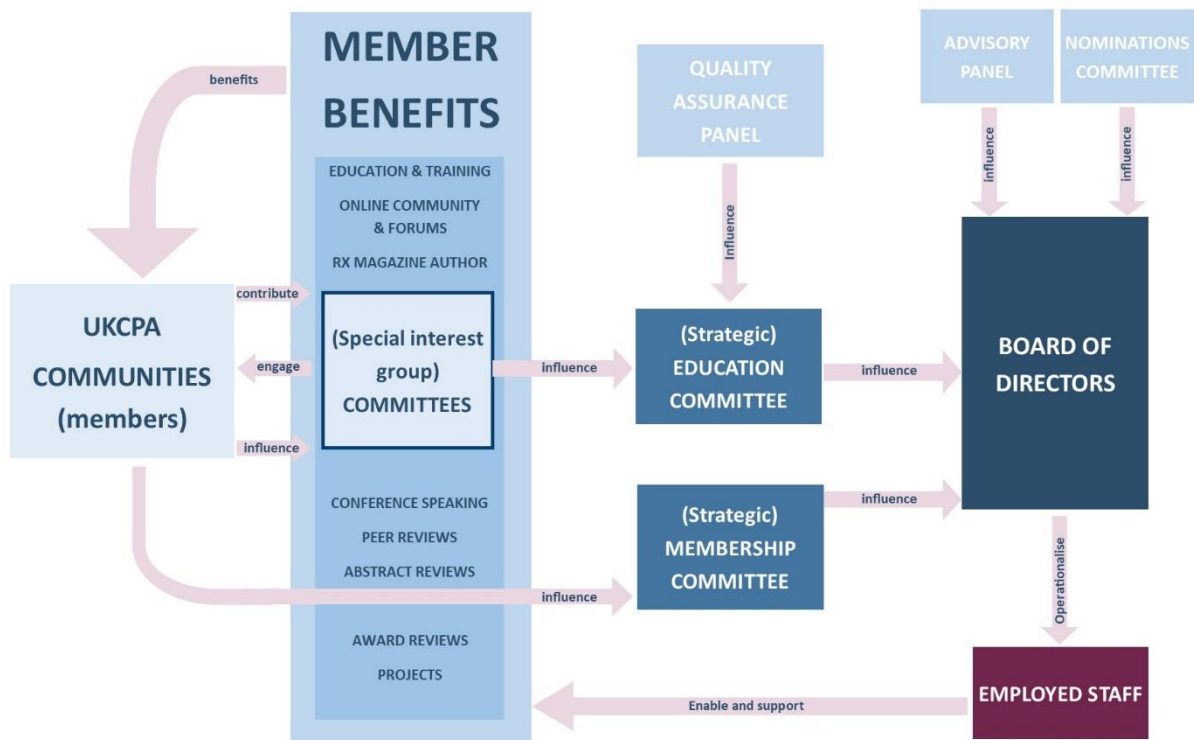 MEMBER
BENEFITS
benefits
EDUCATION & TRAINING
ONLINE COMMUNITY
& FORUMS
RX MAGAZINE AUTHOR
(Special interest
group)
COMMITTEES
CONFERENCE SPEAKING
PEER REVIEWS
ABSTRACT REVIEWS
AWARD REVIEWS
PROJECTS
UKCPA
COMMUNITIES
(members)
contribute
engage
influence
influence
influence
QUALITY
ASSURANCE
PANEL
Influence
(Strategic)
EDUCATION
COMMITTEE
influence
(Strategic)
MEMBERSHIP
COMMITTEE
influence
ADVISORY
PANEL
NOMINATIONS
COMMITTEE
influence
influence
BOARD OF
DIRECTORS
Operationalise
EMPLOYED STAFF
Enable and support